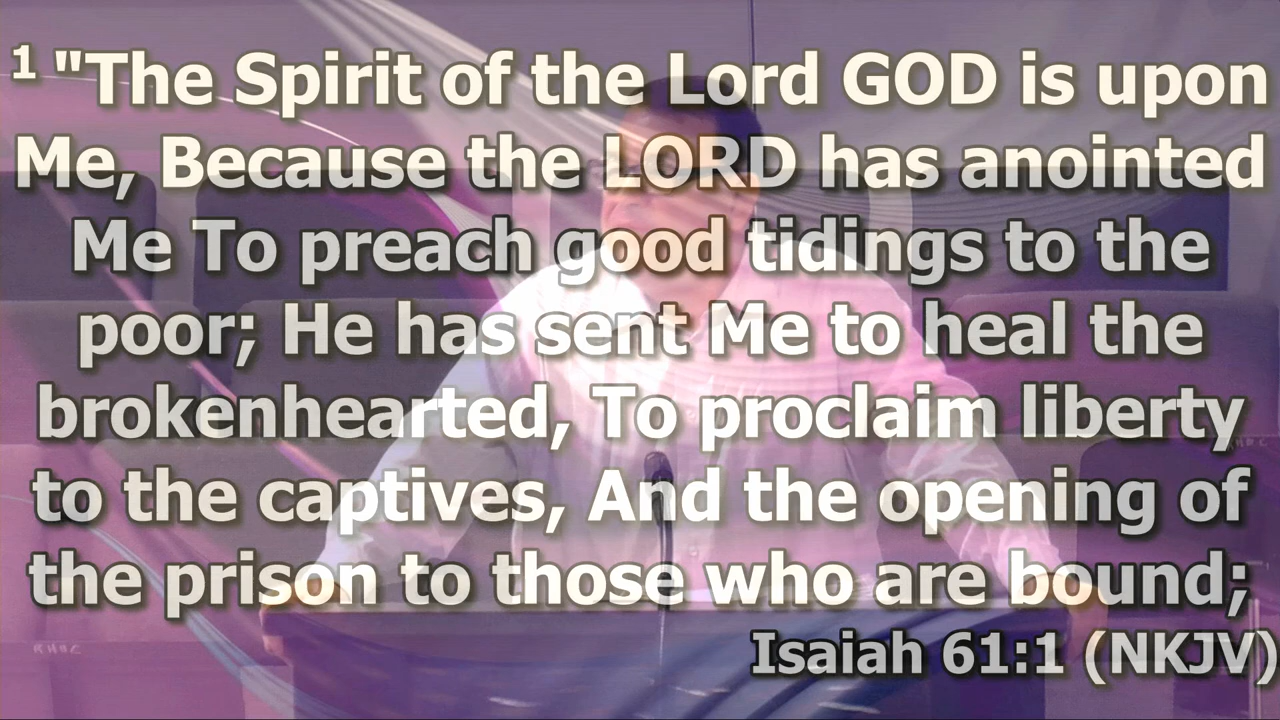 1 "The Spirit of the Lord GOD is upon
Me, Because the LORD has anointed
Me To preach good tidings to the
poor; He has sent Me to heal the
brokenhearted, To proclaim liberty
to the captives, And the opening of
the prison to those who are bound;
Isaiah 61:1 (NKJV)